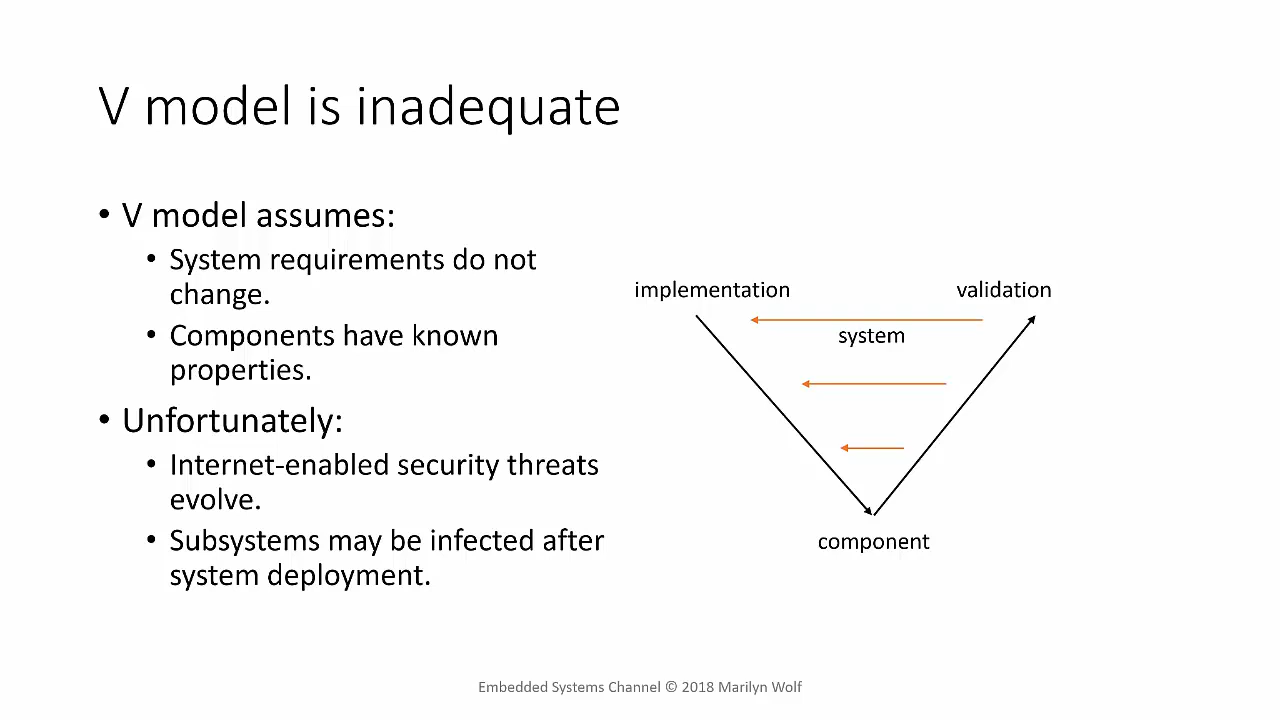 V model is inadequate
• V model assumes:
• System requirements do not
change.
• Components have known
properties.
• Unfortunately:
• Internet-enabled security threats
evolve.
• Subsystems may be infected after
system deployment.
implementation
validation
system
component
Embedded Systems Channel © 2018 Marilyn Wolf